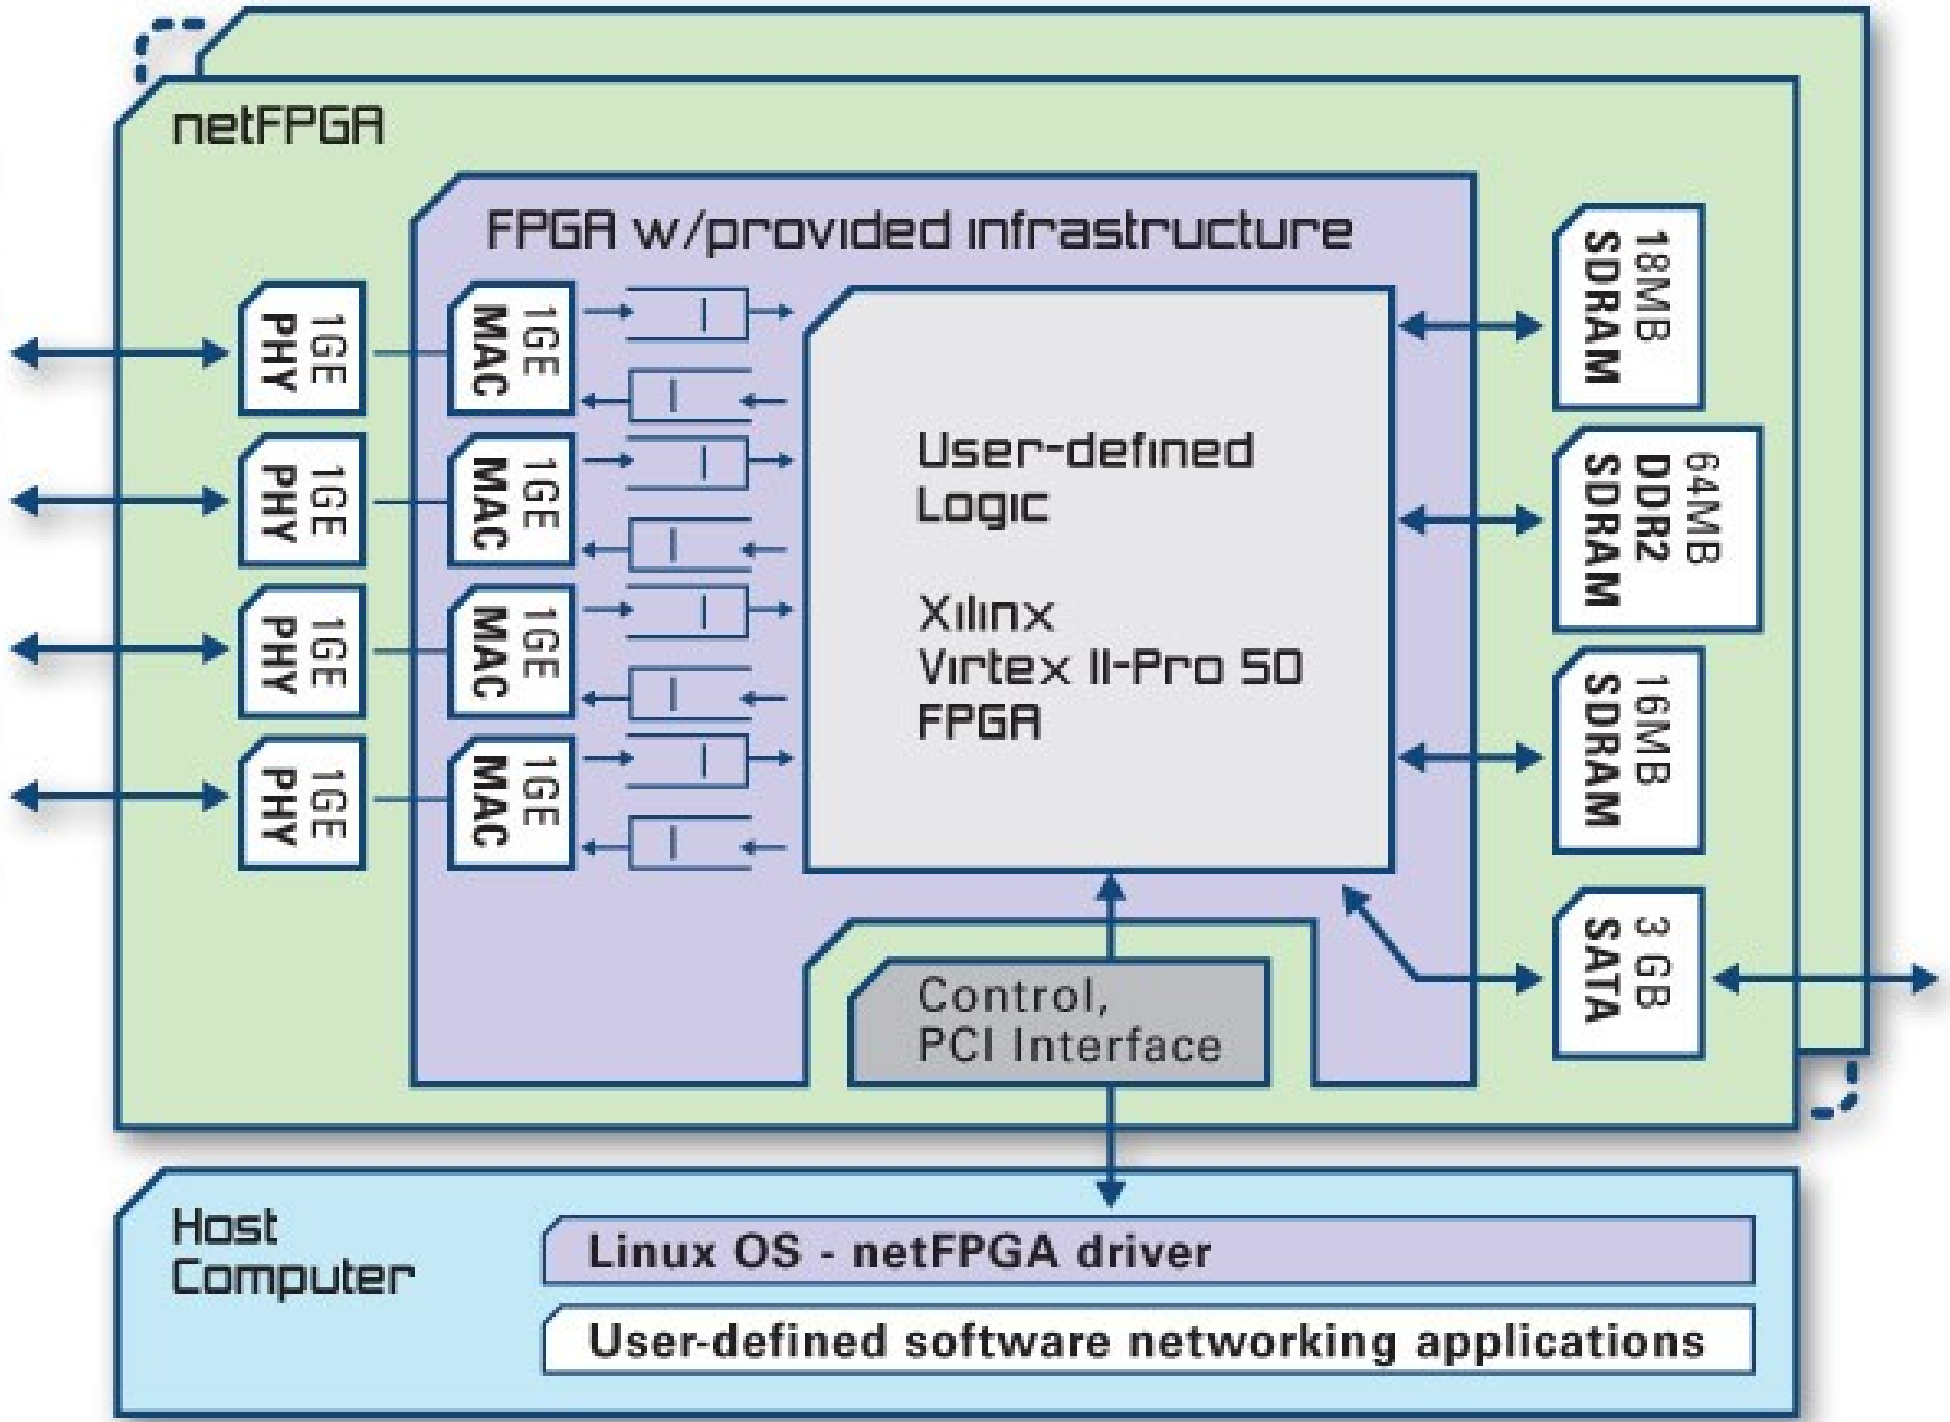 netFPGA
FPGA w/provided infrastructure
1GE
PHY
1GE
PHY
1GE
PHY
1GE
PHY
1GE
MAC
1GE
MAC
1GE
MAC
1GE
MAC
User-defined
Logic
Xilinx
Virtex II-Pro 50
FPGA
18MB
SDRAM
64MB
DDR2
SDRAM
16MB
SDRAM
3 GB
SATA
Control,
PCI Interface
Host
Computer
Linux OS - netFPGA driver
User-defined software networking applications